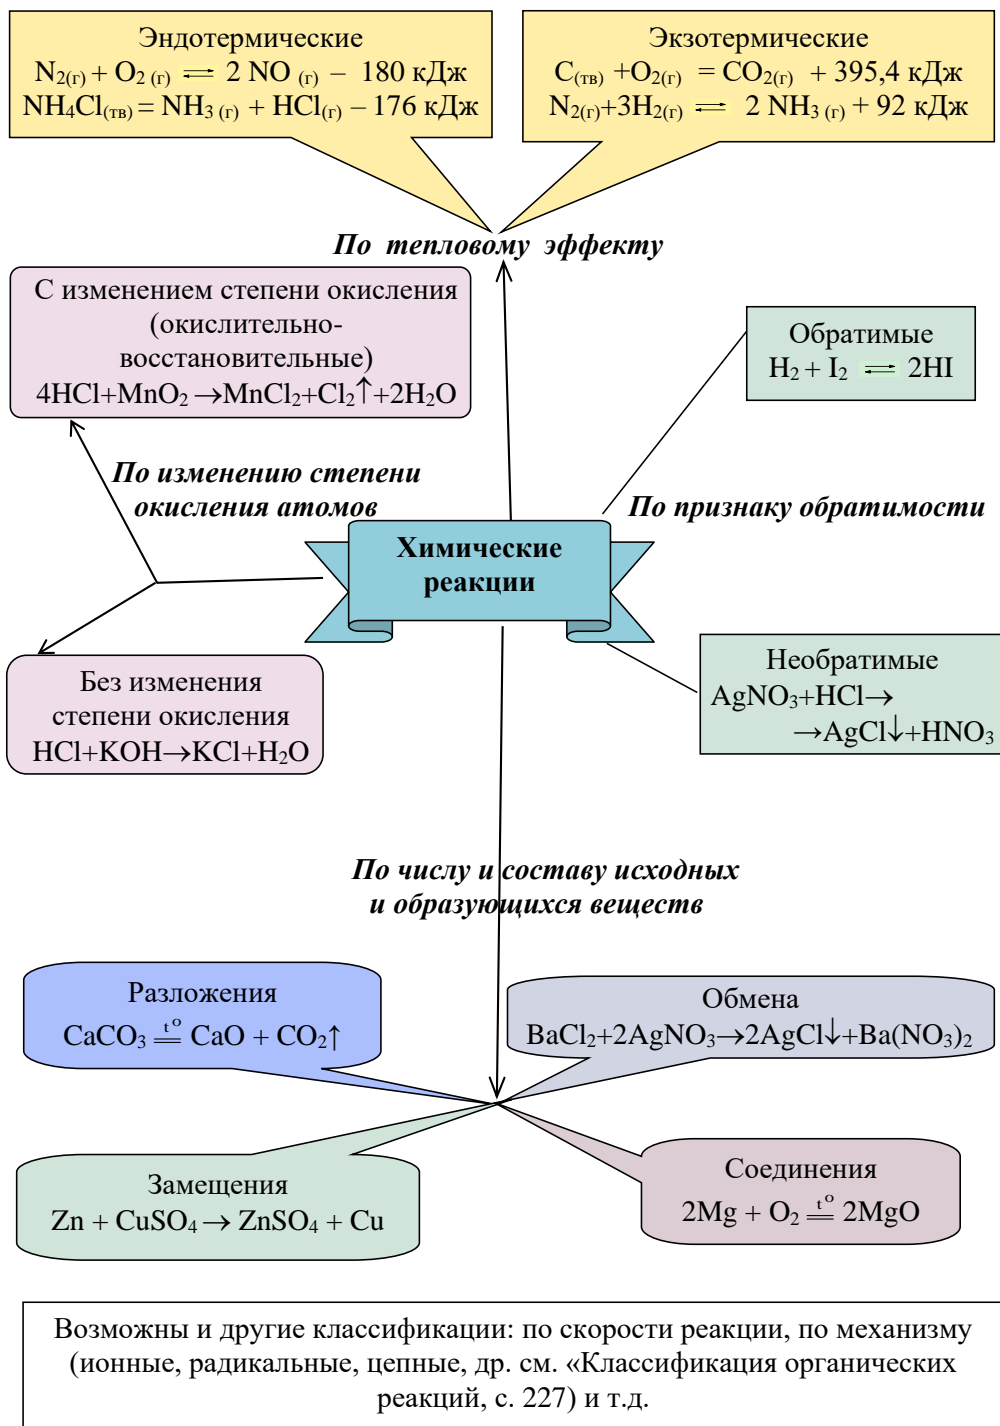 Эндотермические
N₂(г) + O₂ (г) ⇌ 2 NO (г) – 180 кДж
NH₄Cl(тв) = NH₃ (г) + HCl(г) – 176 кДж
Экзотермические
C(тв) +O₂(г) = CO₂(г) + 395,4 кДж
N₂(г)+3H₂(г) ⇌ 2 NH₃ (г) + 92 кДж
По тепловому эффекту
С изменением степени окисления
(окислительно-
восстановительные)
4HCl+MnO₂→MnCl₂+Cl₂↑+2H₂O
Обратимые
H₂ + I₂ ⇌ 2HI
По изменению степени
окисления атомов
По признаку обратимости
Химические
реакции
Без изменения
степени окисления
HCl+KOH→KCl+H₂O
Необратимые
AgNO₃+HCl→
→AgCl↓+HNO₃
По числу и составу исходных
и образующихся веществ
Разложения
CaCO₃ =(t°) CaO + CO₂↑
Обмена
BaCl₂+2AgNO₃→2AgCl↓+Ba(NO₃)₂
Замещения
Zn + CuSO₄→ ZnSO₄ + Cu
Соединения
2Mg + O₂ =(t°) 2MgO
Возможны и другие классификации: по скорости реакции, по механизму
(ионные, радикальные, цепные, др. см. «Классификация органических
реакций, с. 227) и т.д.